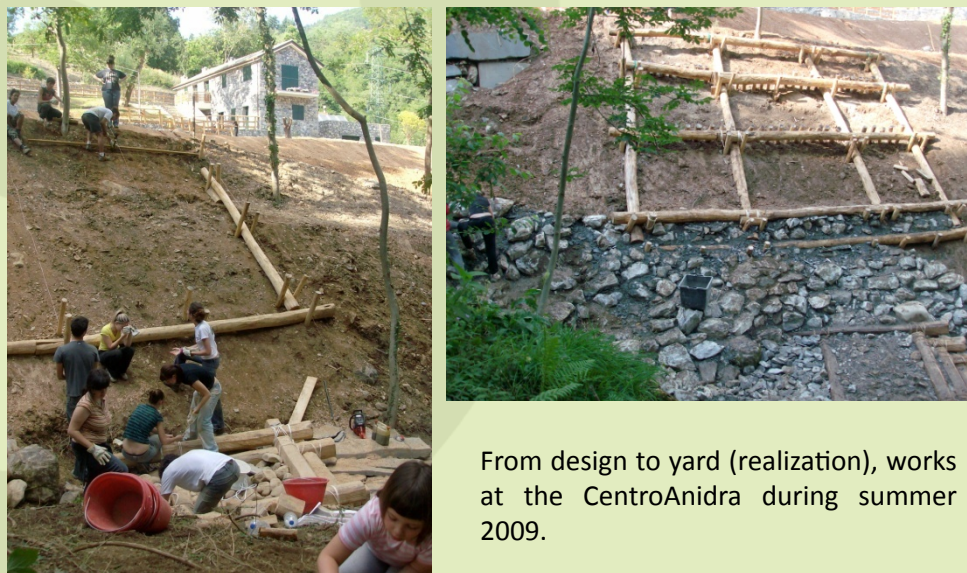 From design to yard (realization), works
at the CentroAnidra during summer
2009.